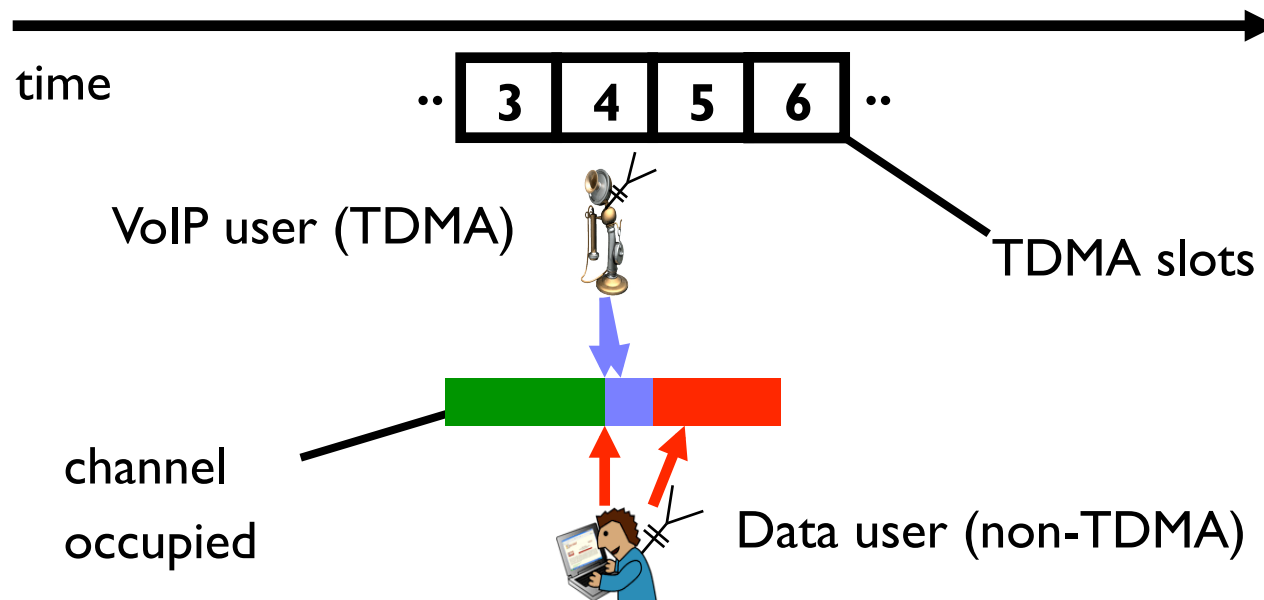 time
.. 3 4 5 6 ..
VoIP user (TDMA)
TDMA slots
channel
occupied
Data user (non-TDMA)